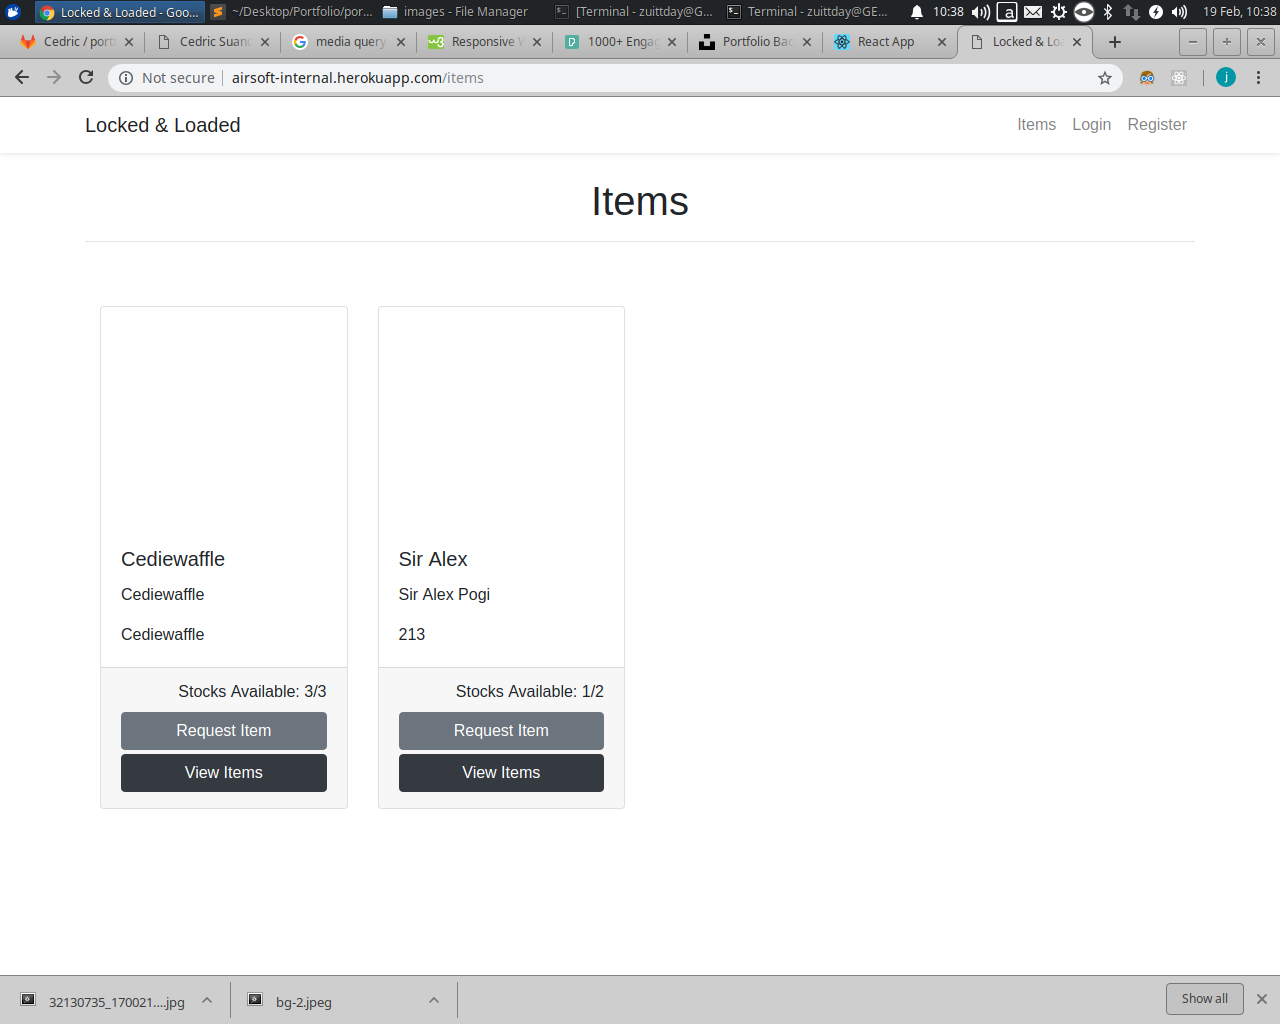 Locked & Loaded - Goo...
~/Desktop/Portfolio/por...
images - File Manager
[Terminal - zuittday@G...
Terminal - zuittday@GE...
10:38
a
19 Feb, 10:38
Cedric / portf
Cedric Suan
media query
Responsive W
1000+ Engag
Portfolio Bac
React App
Locked & Loa
Not secure
airsoft-internal.herokuapp.com/items
j
Locked & Loaded
Items
Login
Register
Items
Cediewaffle
Cediewaffle
Cediewaffle
Stocks Available: 3/3
Request Item
View Items
Sir Alex
Sir Alex Pogi
213
Stocks Available: 1/2
Request Item
View Items
32130735_170021....jpg
bg-2.jpeg
Show all